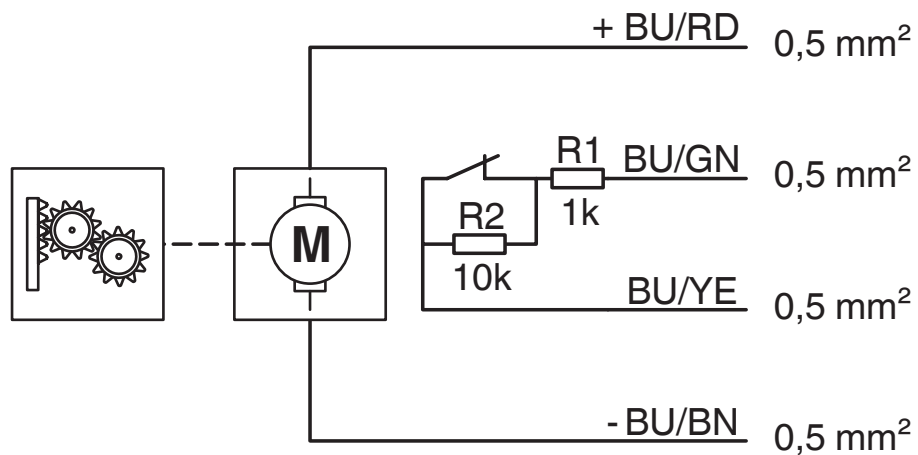 + BU/RD 0,5 mm²
R1 BU/GN 0,5 mm²
1k
R2
10k
M
BU/YE 0,5 mm²
- BU/BN 0,5 mm²